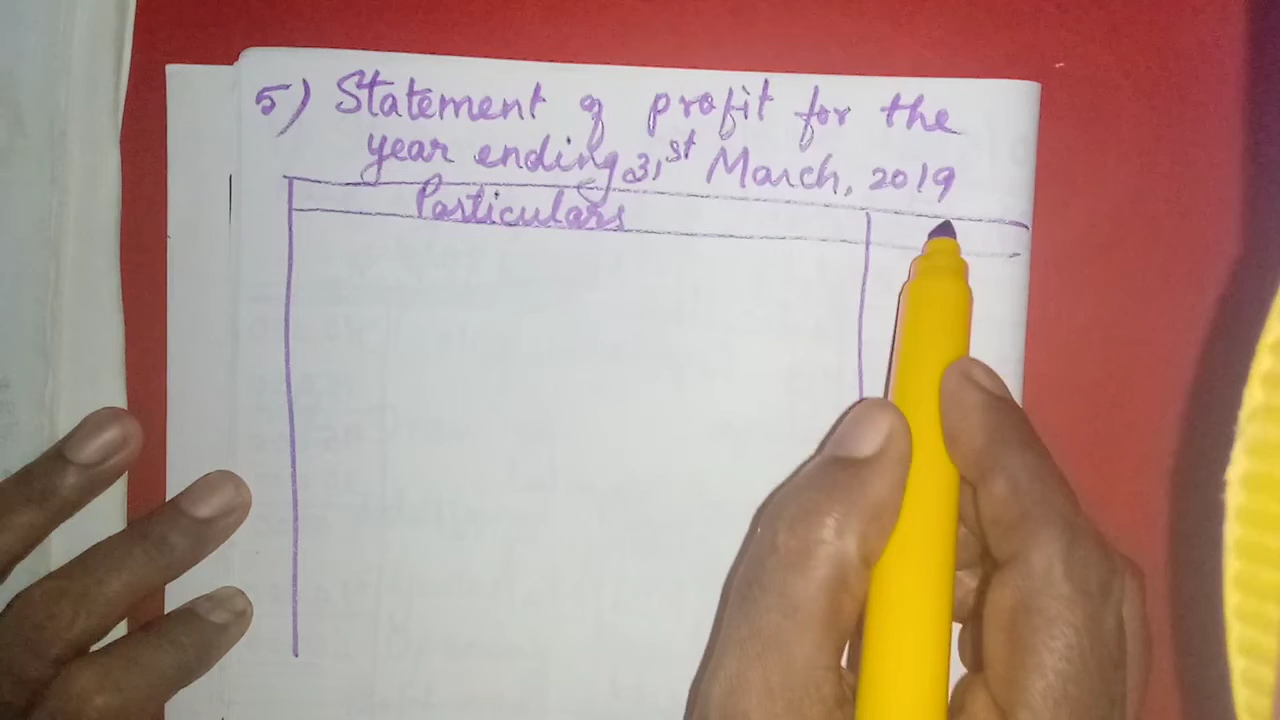 5) Statement of profit for the
year ending 31st March, 2019
Particulars